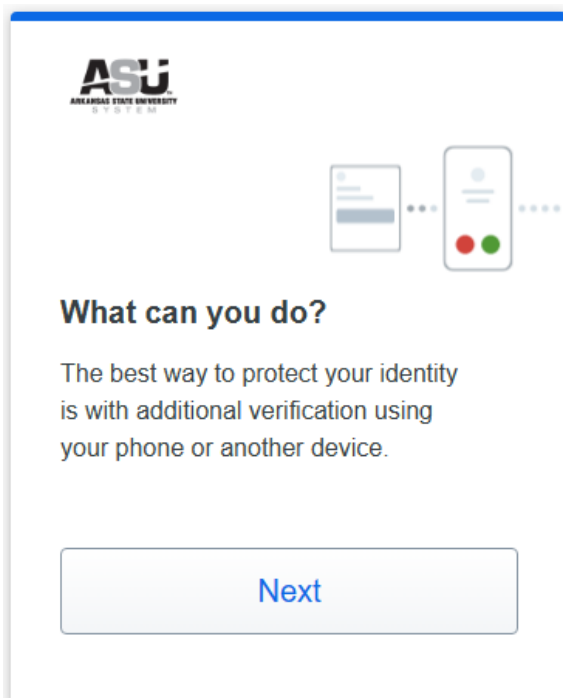 ASU
ARKANSAS STATE UNIVERSITY
SYSTEM
What can you do?
The best way to protect your identity
is with additional verification using
your phone or another device.
Next